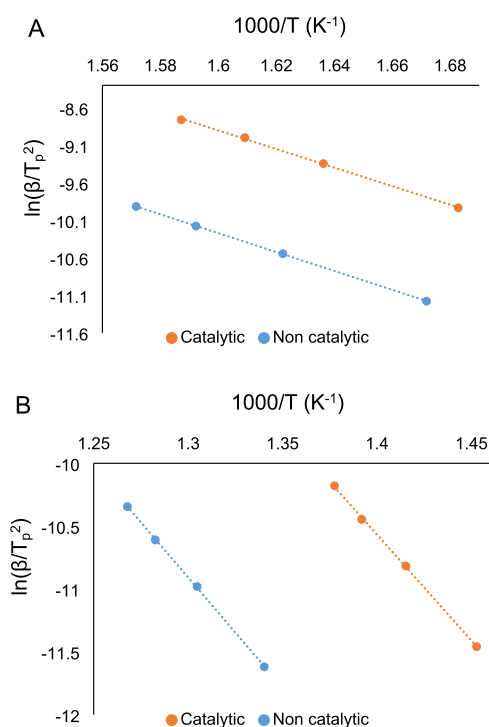 A
1000/T (K⁻¹)
1.56 1.58 1.6 1.62 1.64 1.66 1.68
-8.6
-9.1
-9.6
-10.1
-10.6
-11.1
-11.6
ln(β/Tₚ²)
Catalytic Non catalytic
B
1000/T (K⁻¹)
1.25 1.3 1.35 1.4 1.45
-10
-10.5
-11
-11.5
-12
ln(β/Tₚ²)
Catalytic Non catalytic